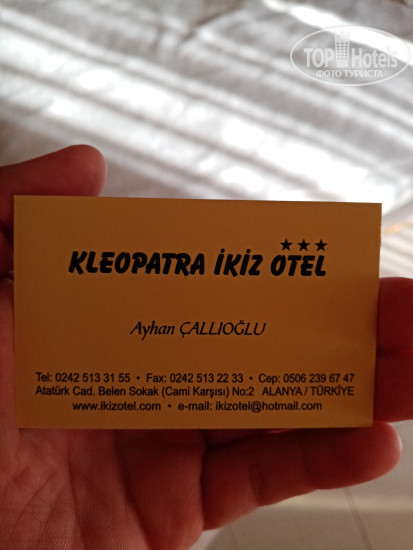 TOPHotels
ФОТО ТУРИСТА
KLEOPATRA İKİZ OTEL
Ayhan ÇALLIOĞLU
Tel: 0242 513 31 55 • Fax: 0242 513 22 33 • Cep: 0506 239 67 47
Atatürk Cad. Belen Sokak (Cami Karşısı) No:2 ALANYA / TÜRKİYE
www.ikizotel.com • e-mail: ikizotel@hotmail.com